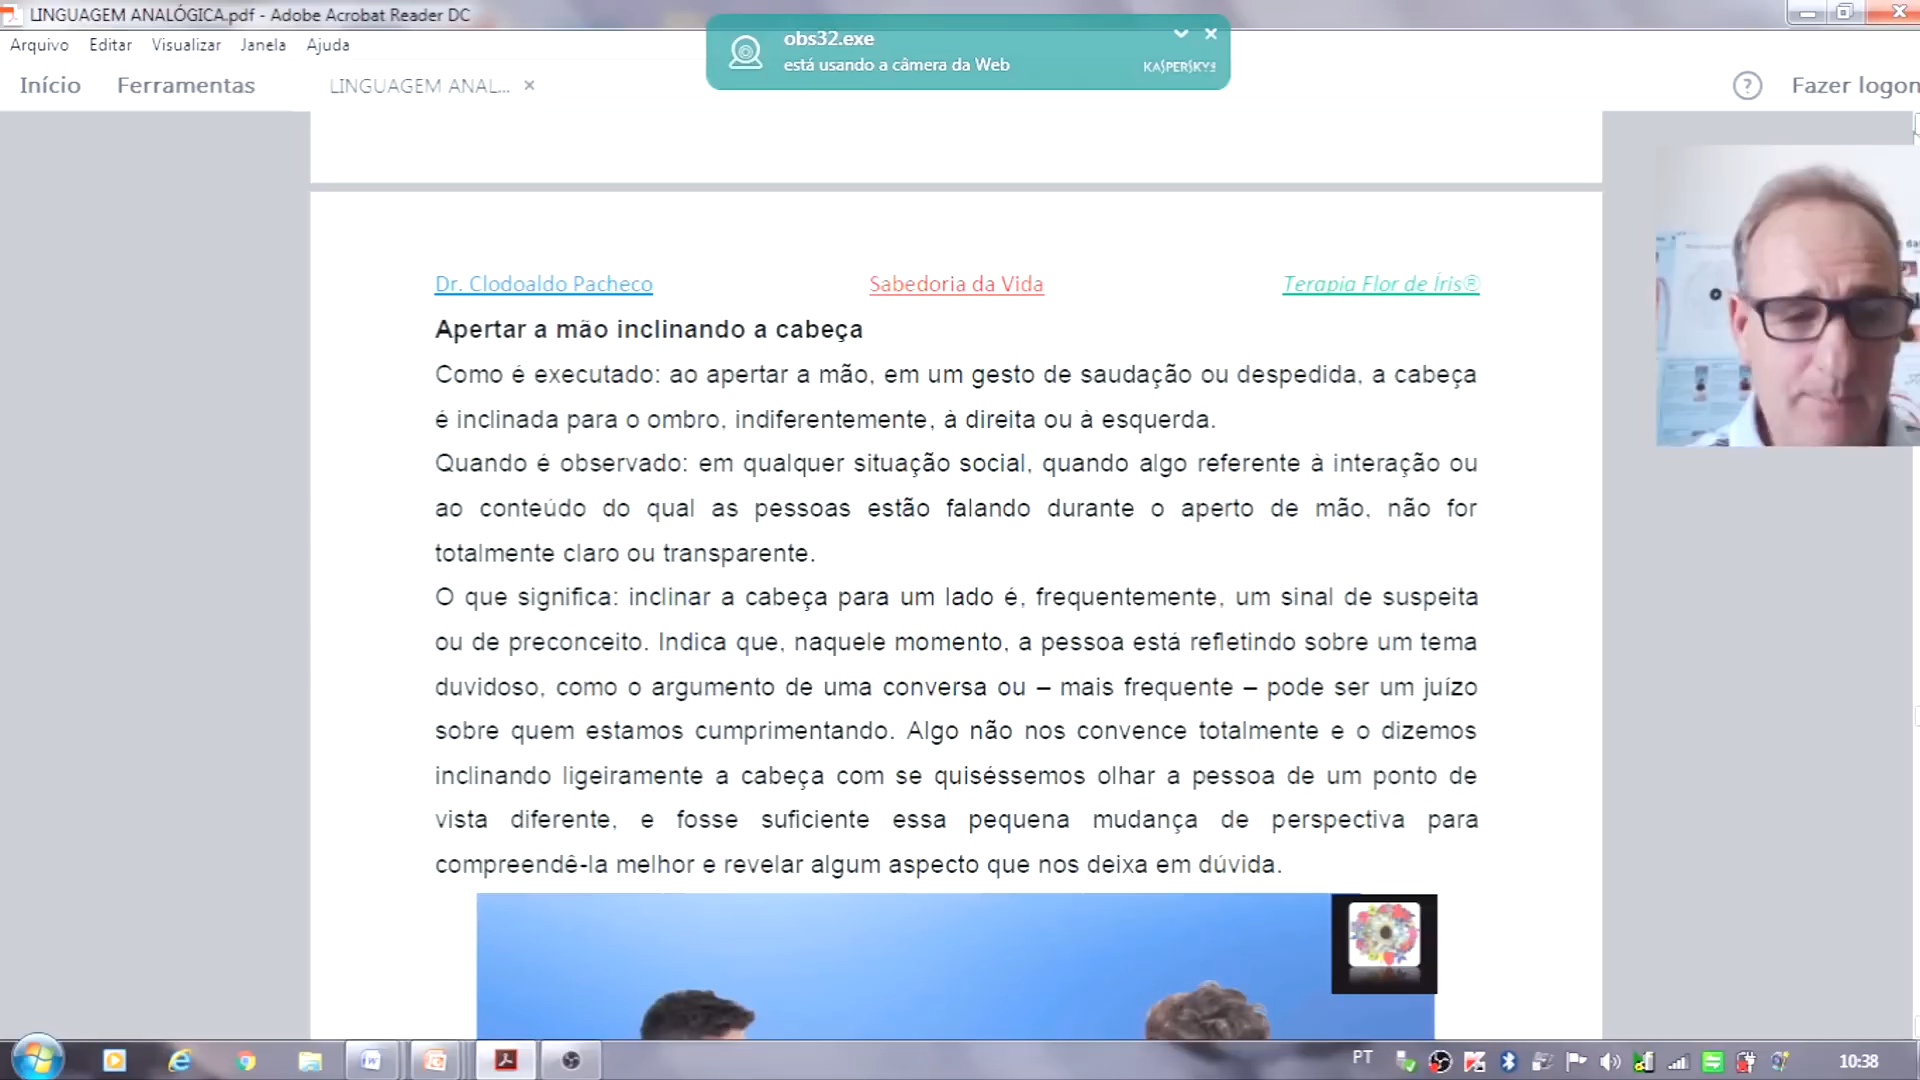 LINGUAGEM ANALÓGICA.pdf - Adobe Acrobat Reader DC
Arquivo Editar Visualizar Janela Ajuda
obs32.exe
está usando a câmera da Web
KASPERSKY
Início Ferramentas LINGUAGEM ANAL... Fazer logon
Dr. Clodoaldo Pacheco Sabedoria da Vida Terapia Flor de Íris®
Apertar a mão inclinando a cabeça
Como é executado: ao apertar a mão, em um gesto de saudação ou despedida, a cabeça
é inclinada para o ombro, indiferentemente, à direita ou à esquerda.
Quando é observado: em qualquer situação social, quando algo referente à interação ou
ao conteúdo do qual as pessoas estão falando durante o aperto de mão, não for
totalmente claro ou transparente.
O que significa: inclinar a cabeça para um lado é, frequentemente, um sinal de suspeita
ou de preconceito. Indica que, naquele momento, a pessoa está refletindo sobre um tema
duvidoso, como o argumento de uma conversa ou – mais frequente – pode ser um juízo
sobre quem estamos cumprimentando. Algo não nos convence totalmente e o dizemos
inclinando ligeiramente a cabeça com se quiséssemos olhar a pessoa de um ponto de
vista diferente, e fosse suficiente essa pequena mudança de perspectiva para
compreendê-la melhor e revelar algum aspecto que nos deixa em dúvida.
PT 10:38